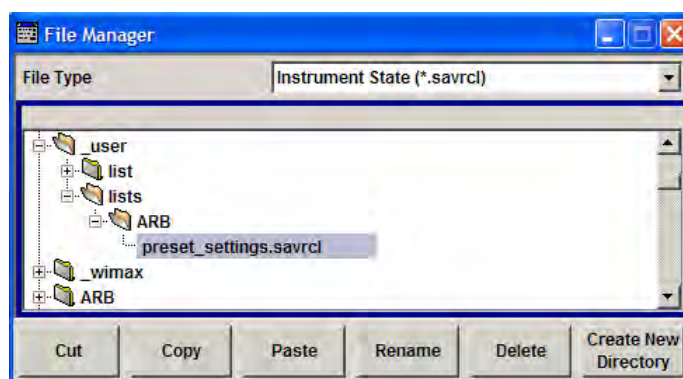 File Manager
File Type Instrument State (*.savrcl)
_user
list
lists
ARB
preset_settings.savrcl
_wimax
ARB
Cut Copy Paste Rename Delete Create New Directory